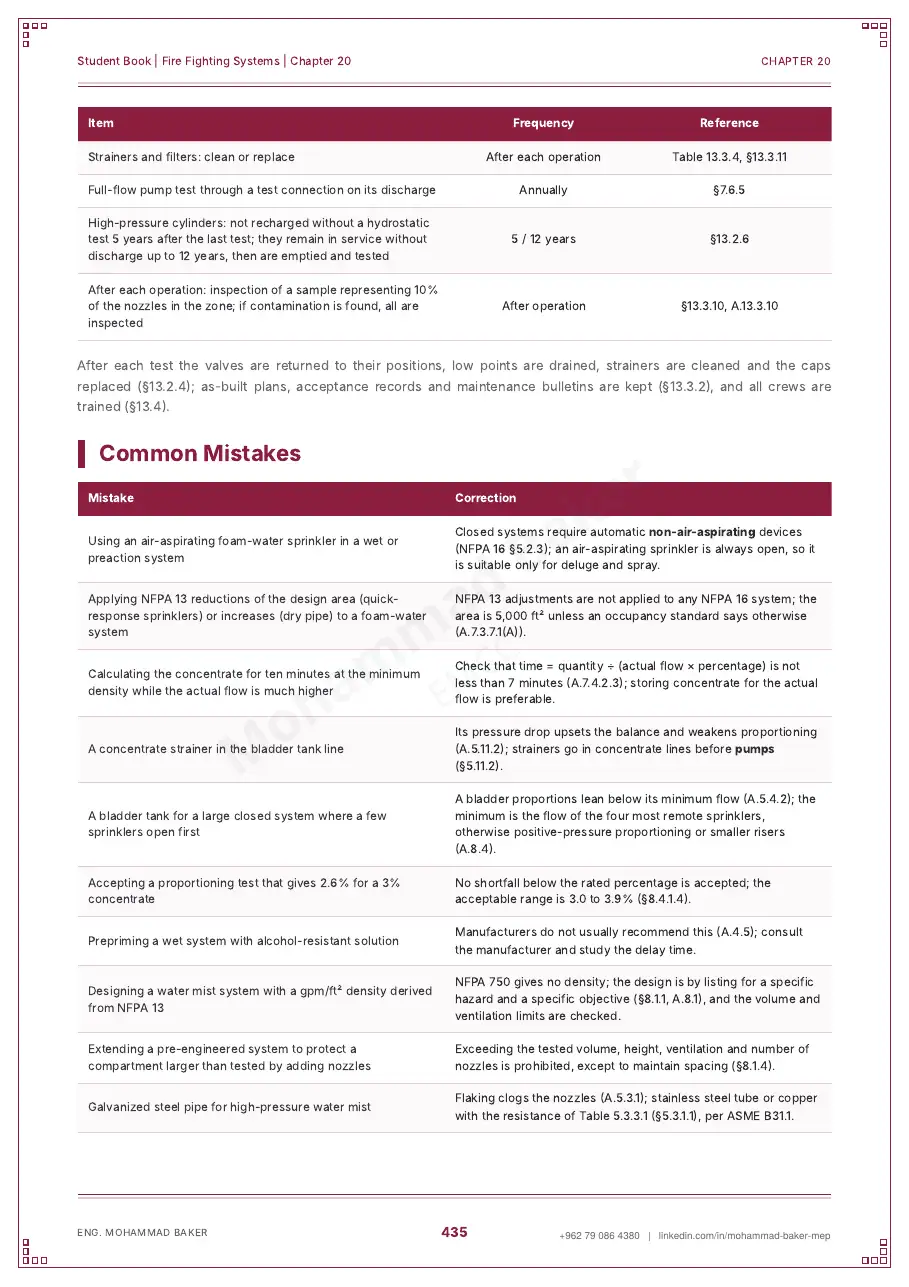 Student Book | Fire Fighting Systems | Chapter 20
CHAPTER 20
Item
Frequency
Reference
Strainers and filters: clean or replace
After each operation
Table 13.3.4, §13.3.11
Full-flow pump test through a test connection on its discharge
Annually
§7.6.5
High-pressure cylinders: not recharged without a hydrostatic
test 5 years after the last test; they remain in service without
discharge up to 12 years, then are emptied and tested
5 / 12 years
§13.2.6
After each operation: inspection of a sample representing 10%
of the nozzles in the zone; if contamination is found, all are
inspected
After operation
§13.3.10, A.13.3.10
After each test the valves are returned to their positions, low points are drained, strainers are cleaned and the caps
replaced (§13.2.4); as-built plans, acceptance records and maintenance bulletins are kept (§13.3.2), and all crews are
trained (§13.4).
Common Mistakes
Mistake
Correction
Using an air-aspirating foam-water sprinkler in a wet or
preaction system
Closed systems require automatic non-air-aspirating devices
(NFPA 16 §5.2.3); an air-aspirating sprinkler is always open, so it
is suitable only for deluge and spray.
Applying NFPA 13 reductions of the design area (quick-
response sprinklers) or increases (dry pipe) to a foam-water
system
NFPA 13 adjustments are not applied to any NFPA 16 system; the
area is 5,000 ft² unless an occupancy standard says otherwise
(A.7.3.7.1(A)).
Calculating the concentrate for ten minutes at the minimum
density while the actual flow is much higher
Check that time = quantity ÷ (actual flow × percentage) is not
less than 7 minutes (A.7.4.2.3); storing concentrate for the actual
flow is preferable.
A concentrate strainer in the bladder tank line
Its pressure drop upsets the balance and weakens proportioning
(A.5.11.2); strainers go in concentrate lines before pumps
(§5.11.2).
A bladder tank for a large closed system where a few
sprinklers open first
A bladder proportions lean below its minimum flow (A.5.4.2); the
minimum is the flow of the four most remote sprinklers,
otherwise positive-pressure proportioning or smaller risers
(A.8.4).
Accepting a proportioning test that gives 2.6% for a 3%
concentrate
No shortfall below the rated percentage is accepted; the
acceptable range is 3.0 to 3.9% (§8.4.1.4).
Prepriming a wet system with alcohol-resistant solution
Manufacturers do not usually recommend this (A.4.5); consult
the manufacturer and study the delay time.
Designing a water mist system with a gpm/ft² density derived
from NFPA 13
NFPA 750 gives no density; the design is by listing for a specific
hazard and a specific objective (§8.1.1, A.8.1), and the volume and
ventilation limits are checked.
Extending a pre-engineered system to protect a
compartment larger than tested by adding nozzles
Exceeding the tested volume, height, ventilation and number of
nozzles is prohibited, except to maintain spacing (§8.1.4).
Galvanized steel pipe for high-pressure water mist
Flaking clogs the nozzles (A.5.3.1); stainless steel tube or copper
with the resistance of Table 5.3.3.1 (§5.3.1.1), per ASME B31.1.
ENG. MOHAMMAD BAKER
435
+962 79 086 4380 | linkedin.com/in/mohammad-baker-mep